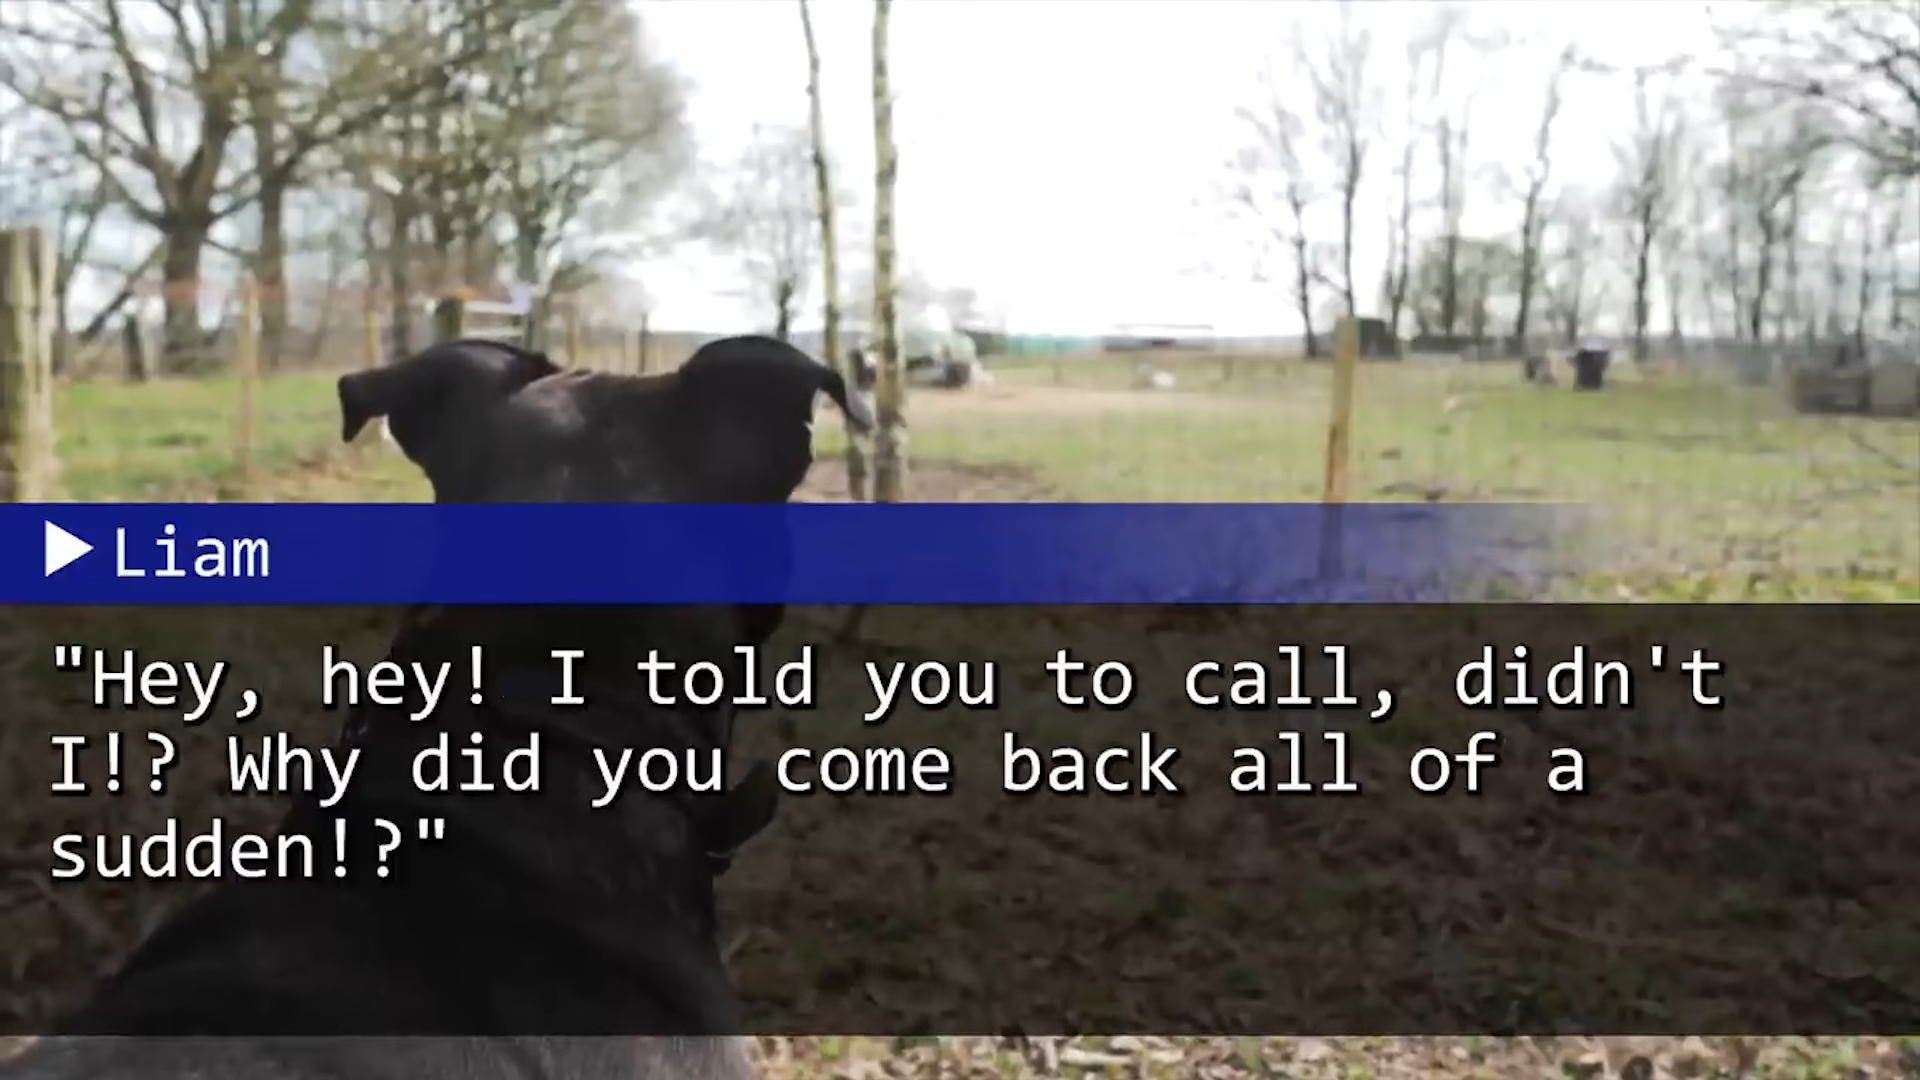 Liam
"Hey, hey! I told you to call, didn't
I!? Why did you come back all of a
sudden!?"